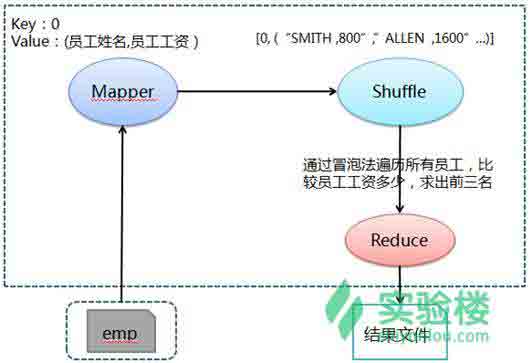 Key：0
Value：(员工姓名,员工工资 )
[0, (“SMITH ,800”,” ALLEN ,1600”...)]
Mapper
Shuffle
通过冒泡法遍历所有员工，比
较员工工资多少，求出前三名
Reduce
emp
结果文件
实验楼
shiyanlou.com